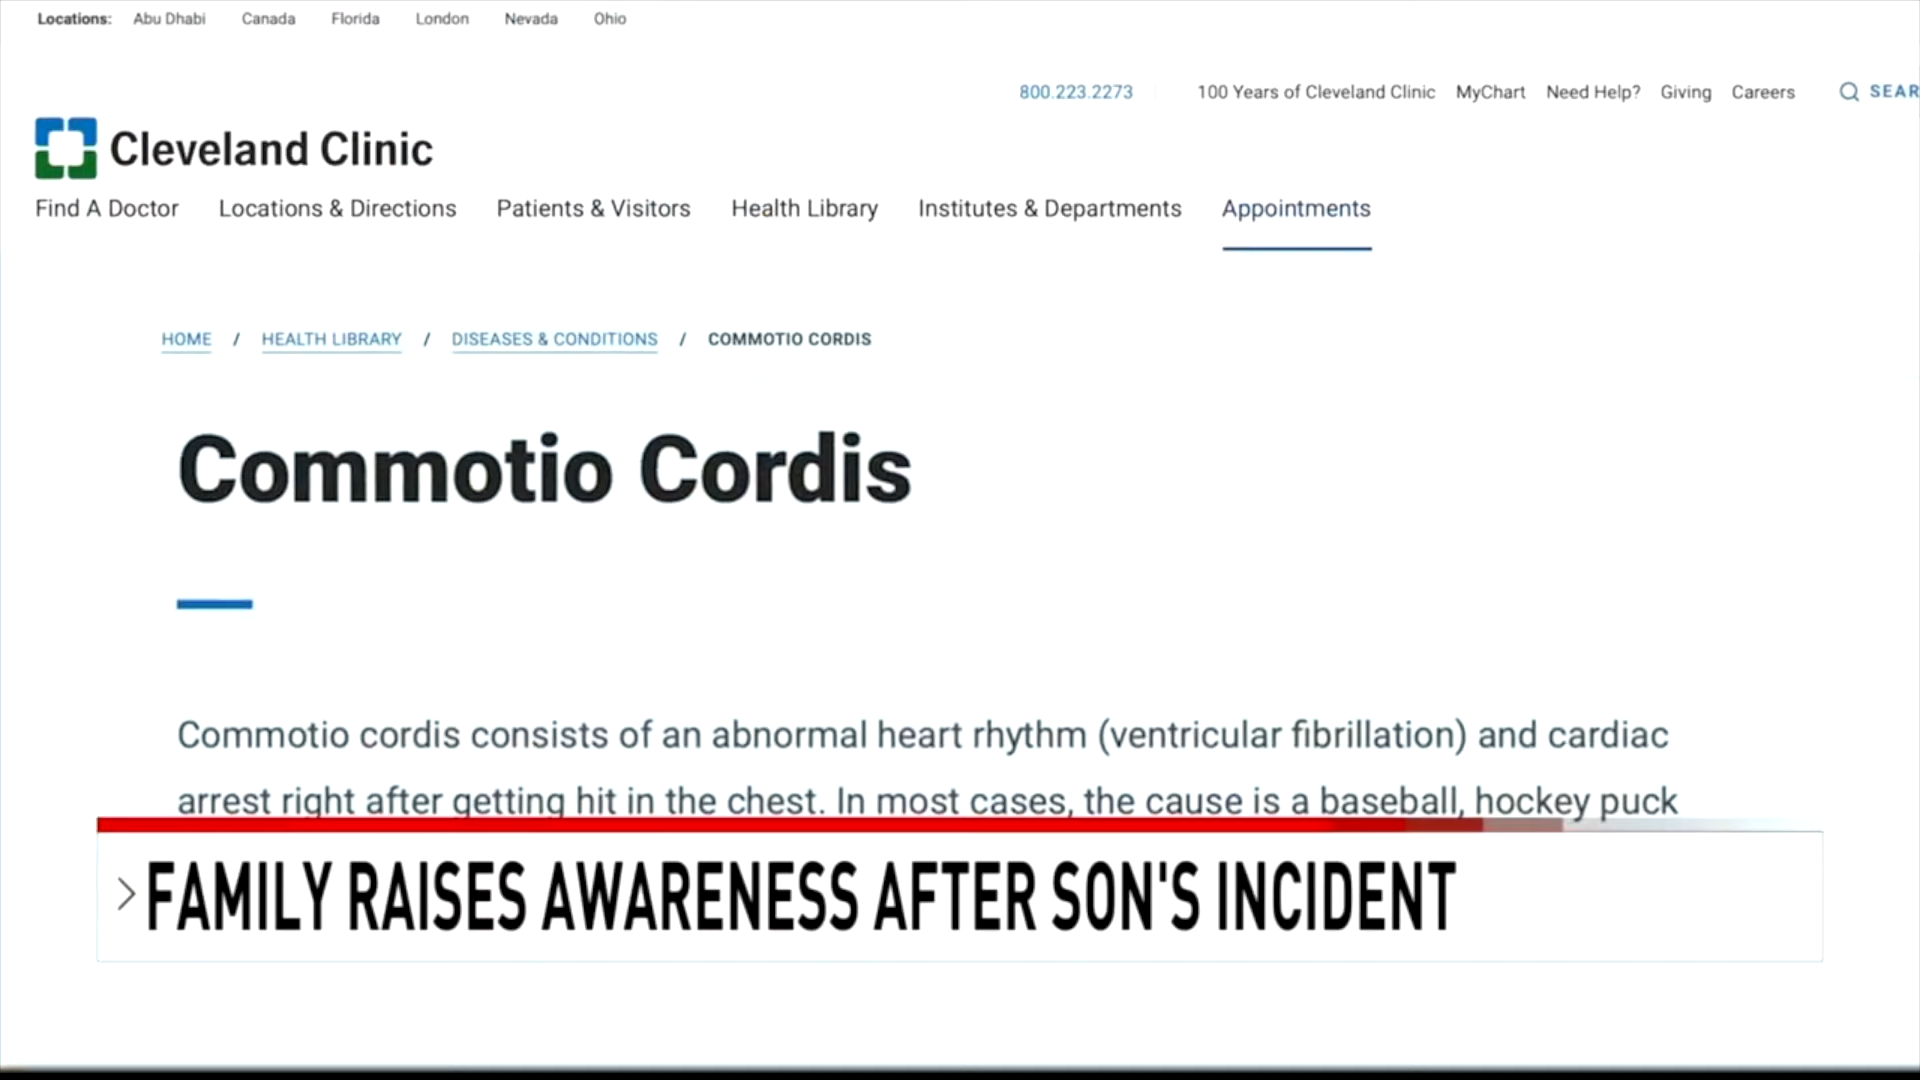 Locations: Abu Dhabi Canada Florida London Nevada Ohio
800.223.2273 100 Years of Cleveland Clinic MyChart Need Help? Giving Careers SEAR
Cleveland Clinic
Find A Doctor Locations & Directions Patients & Visitors Health Library Institutes & Departments Appointments
HOME / HEALTH LIBRARY / DISEASES & CONDITIONS / COMMOTIO CORDIS
Commotio Cordis
Commotio cordis consists of an abnormal heart rhythm (ventricular fibrillation) and cardiac
arrest right after getting hit in the chest. In most cases, the cause is a baseball, hockey puck
> FAMILY RAISES AWARENESS AFTER SON'S INCIDENT